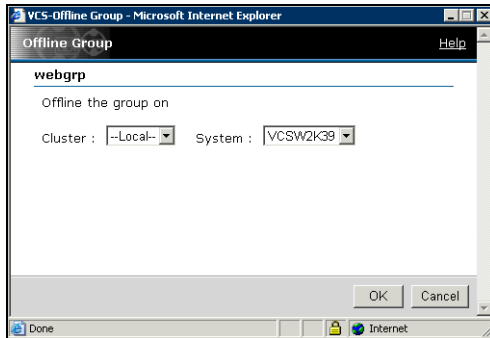 VCS-Offline Group - Microsoft Internet Explorer
Offline Group Help
webgrp
Offline the group on
Cluster : --Local-- System : VCSW2K39
OK Cancel
Done Internet